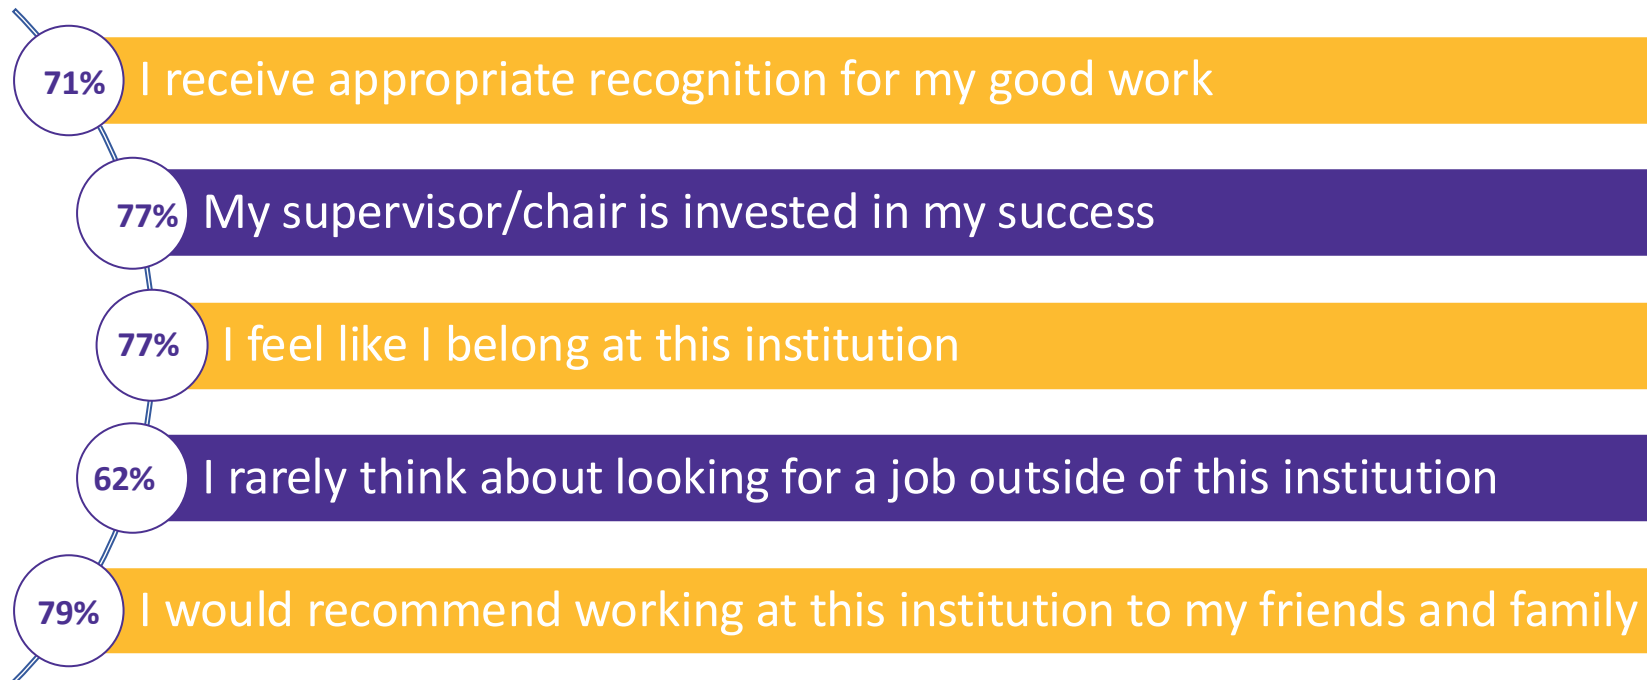 71% I receive appropriate recognition for my good work
77% My supervisor/chair is invested in my success
77% I feel like I belong at this institution
62% I rarely think about looking for a job outside of this institution
79% I would recommend working at this institution to my friends and family